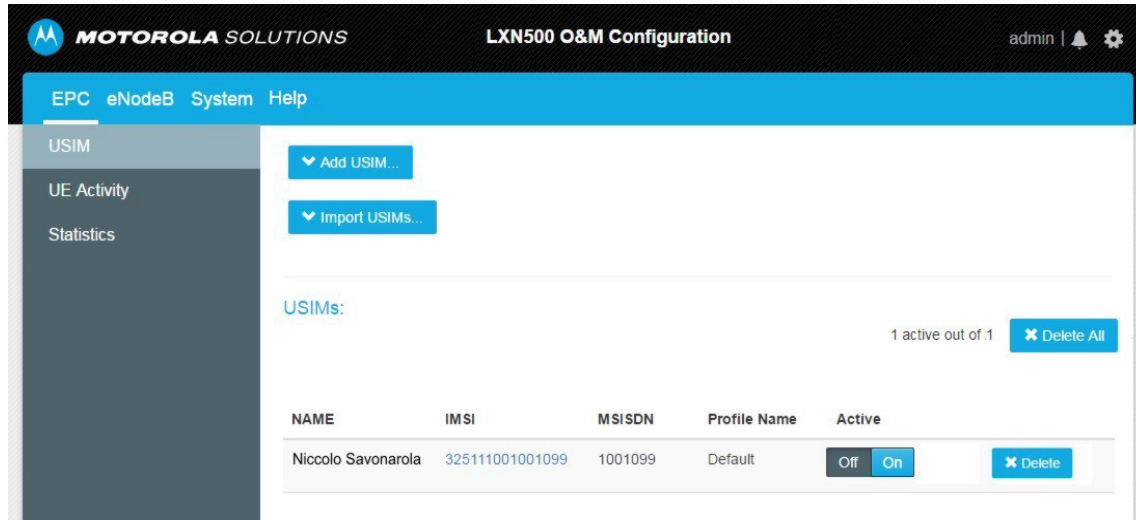 MOTOROLA SOLUTIONS LXN500 O&M Configuration admin |
EPC eNodeB System Help
USIM
UE Activity
Statistics
Add USIM...
Import USIMs...
USIMs:
1 active out of 1 Delete All
NAME IMSI MSISDN Profile Name Active
Niccolo Savonarola 325111001001099 1001099 Default Off On Delete